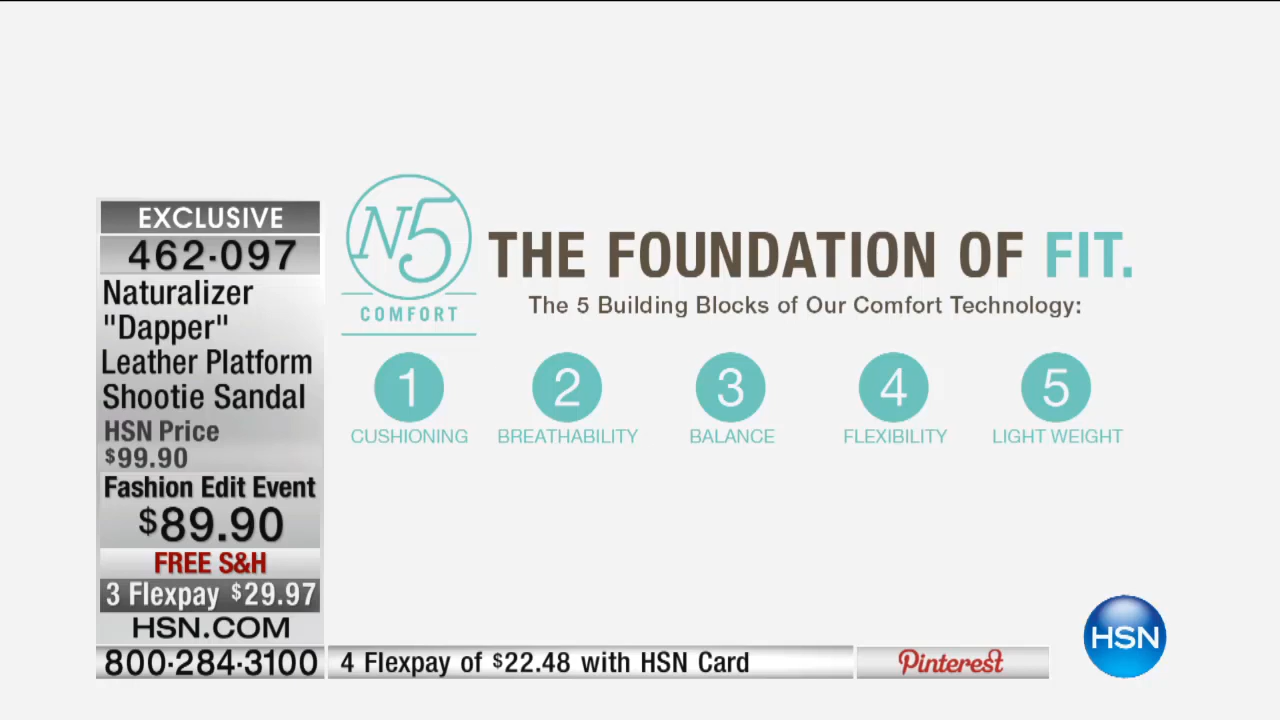 EXCLUSIVE
462·097
Naturalizer
"Dapper"
Leather Platform
Shootie Sandal
HSN Price
$99.90
Fashion Edit Event
$89.90
FREE S&H
3 Flexpay $29.97
HSN.COM
800·284·3100
N5
COMFORT
THE FOUNDATION OF FIT.
The 5 Building Blocks of Our Comfort Technology:
1 2 3 4 5
CUSHIONING BREATHABILITY BALANCE FLEXIBILITY LIGHT WEIGHT
4 Flexpay of $22.48 with HSN Card
Pinterest
HSN